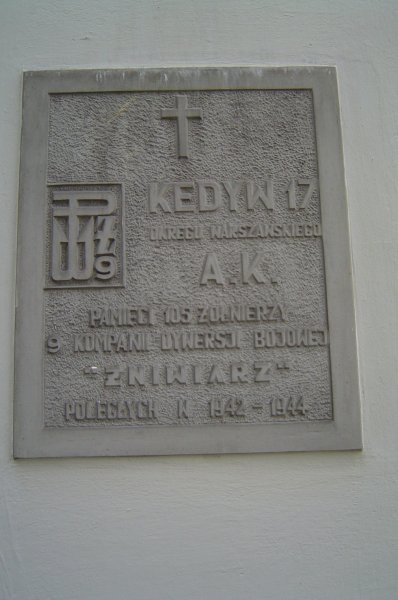 KEDYW 17
OKRĘGU WARSZAWSKIEGO
A.K.
PAMIĘCI 105 ŻOŁNIERZY
9 KOMPANII DYWERSJI BOJOWEJ
"ŻNIWIARZ"
POLEGŁYCH W 1942 - 1944